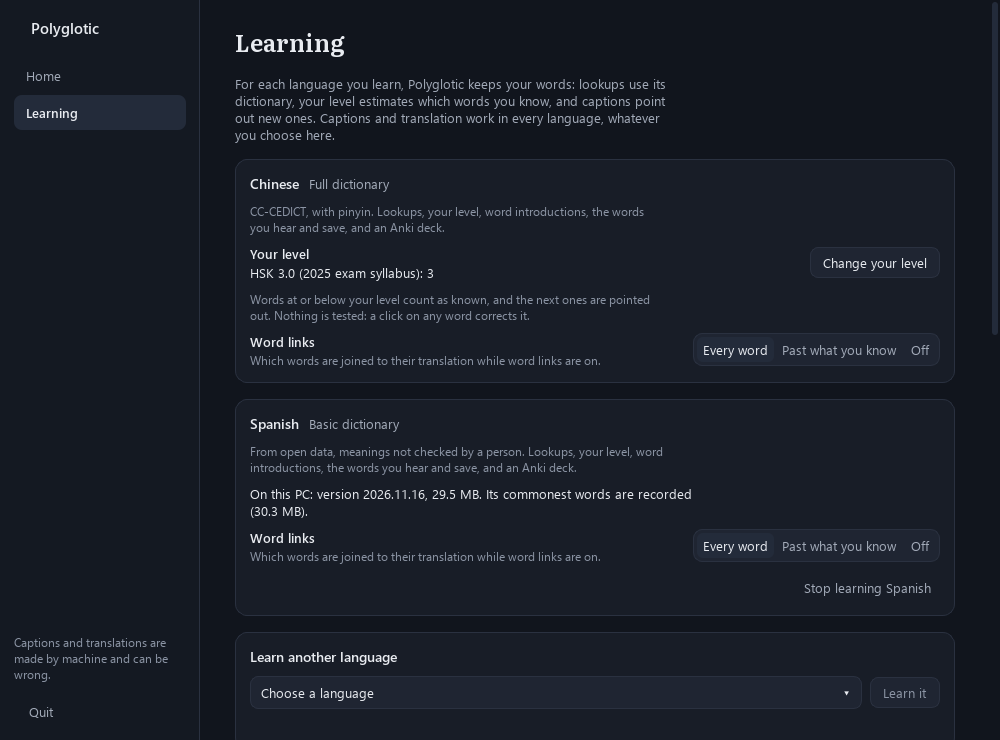 Polyglotic
Home
Learning
Captions and translations are
made by machine and can be
wrong.
Quit
Learning
For each language you learn, Polyglotic keeps your words: lookups use its
dictionary, your level estimates which words you know, and captions point
out new ones. Captions and translation work in every language, whatever
you choose here.
Chinese Full dictionary
CC-CEDICT, with pinyin. Lookups, your level, word introductions, the words
you hear and save, and an Anki deck.
Your level
HSK 3.0 (2025 exam syllabus): 3
Change your level
Words at or below your level count as known, and the next ones are pointed
out. Nothing is tested: a click on any word corrects it.
Word links
Which words are joined to their translation while word links are on.
Every word Past what you know Off
Spanish Basic dictionary
From open data, meanings not checked by a person. Lookups, your level, word
introductions, the words you hear and save, and an Anki deck.
On this PC: version 2026.11.16, 29.5 MB. Its commonest words are recorded
(30.3 MB).
Word links
Which words are joined to their translation while word links are on.
Every word Past what you know Off
Stop learning Spanish
Learn another language
Choose a language
Learn it